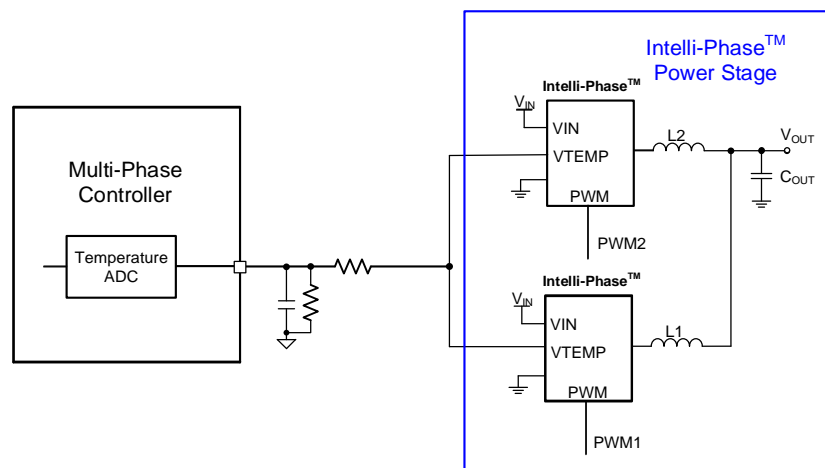 Intelli-Phase™
Power Stage
Intelli-Phase™
VIN
VIN
VTEMP
PWM
PWM2
L2
VOUT
COUT
Multi-Phase
Controller
Temperature
ADC
Intelli-Phase™
VIN
VIN
VTEMP
PWM
PWM1
L1